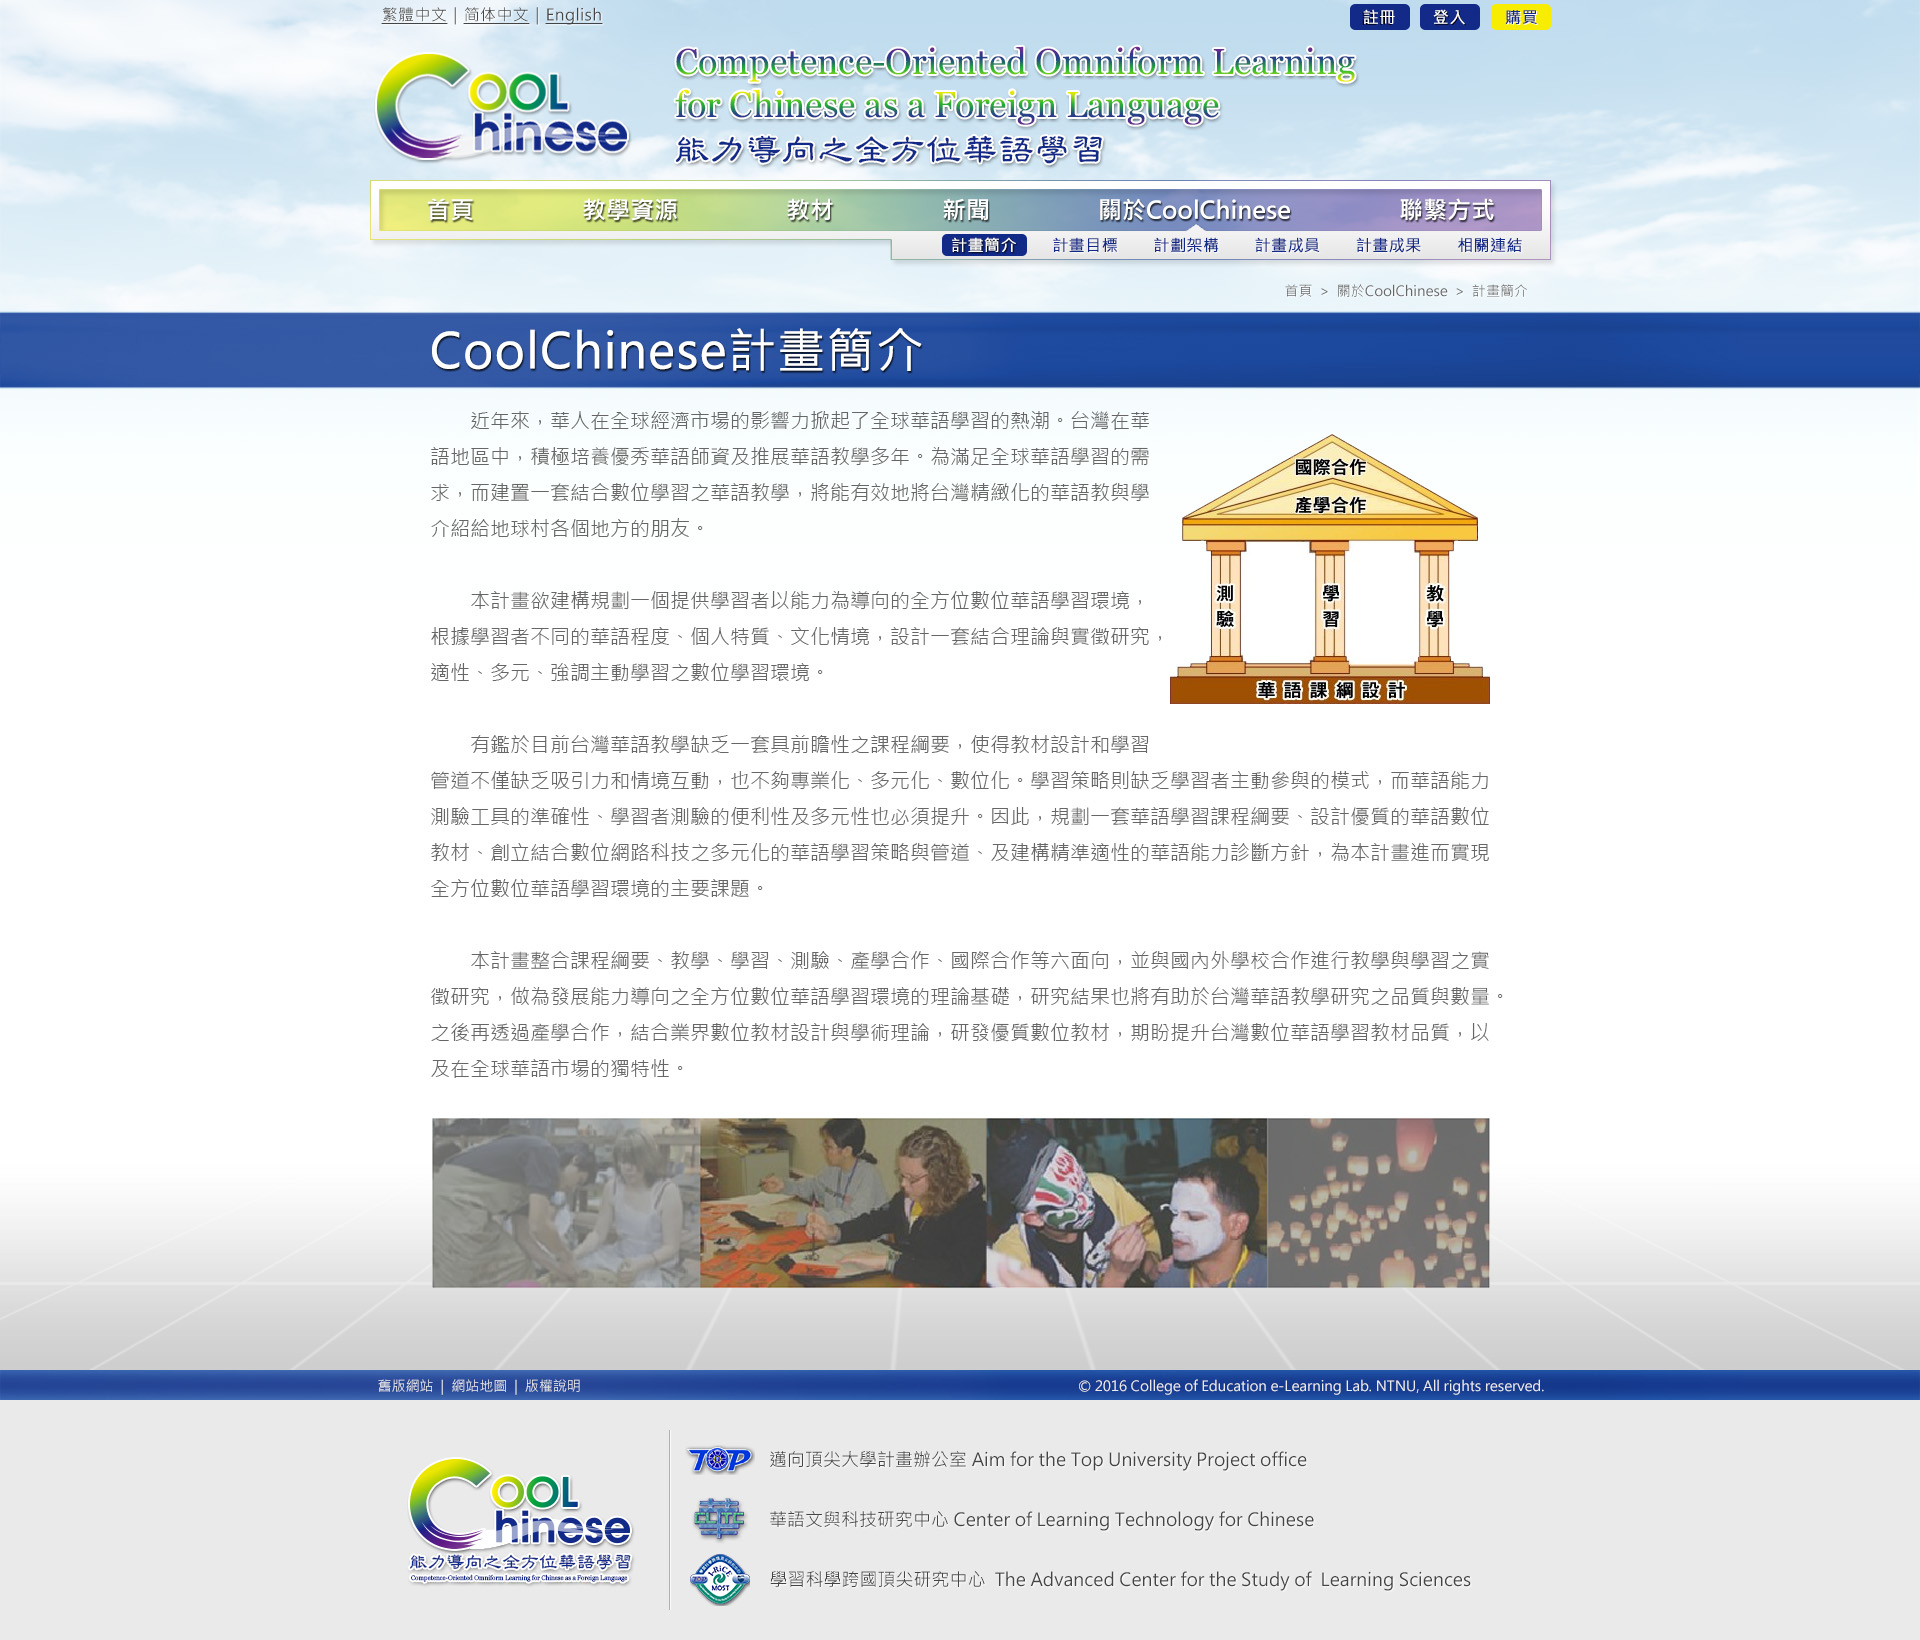 繁體中文 | 简体中文 | English
註冊 登入 購買
Cool Chinese
Competence-Oriented Omniform Learning
for Chinese as a Foreign Language
能力導向之全方位華語學習
首頁 教學資源 教材 新聞 關於CoolChinese 聯繫方式
計畫簡介 計畫目標 計劃架構 計畫成員 計畫成果 相關連結
首頁 > 關於CoolChinese > 計畫簡介
CoolChinese計畫簡介
近年來，華人在全球經濟市場的影響力掀起了全球華語學習的熱潮。台灣在華
語地區中，積極培養優秀華語師資及推展華語教學多年。為滿足全球華語學習的需
求，而建置一套結合數位學習之華語教學，將能有效地將台灣精緻化的華語教與學
介紹給地球村各個地方的朋友。
本計畫欲建構規劃一個提供學習者以能力為導向的全方位數位華語學習環境，
根據學習者不同的華語程度、個人特質、文化情境，設計一套結合理論與實徵研究，
適性、多元、強調主動學習之數位學習環境。
國際合作
產學合作
測驗
學習
教學
華語課綱設計
有鑑於目前台灣華語教學缺乏一套具前瞻性之課程綱要，使得教材設計和學習
管道不僅缺乏吸引力和情境互動，也不夠專業化、多元化、數位化。學習策略則缺乏學習者主動參與的模式，而華語能力
測驗工具的準確性、學習者測驗的便利性及多元性也必須提升。因此，規劃一套華語學習課程綱要、設計優質的華語數位
教材、創立結合數位網路科技之多元化的華語學習策略與管道、及建構精準適性的華語能力診斷方針，為本計畫進而實現
全方位數位華語學習環境的主要課題。
本計畫整合課程綱要、教學、學習、測驗、產學合作、國際合作等六面向，並與國內外學校合作進行教學與學習之實
徵研究，做為發展能力導向之全方位數位華語學習環境的理論基礎，研究結果也將有助於台灣華語教學研究之品質與數量。
之後再透過產學合作，結合業界數位教材設計與學術理論，研發優質數位教材，期盼提升台灣數位華語學習教材品質，以
及在全球華語市場的獨特性。
舊版網站 | 網站地圖 | 版權說明
© 2016 College of Education e-Learning Lab. NTNU, All rights reserved.
Cool Chinese
能力導向之全方位華語學習
Competence-Oriented Omniform Learning for Chinese as a Foreign Language
TOP 邁向頂尖大學計畫辦公室 Aim for the Top University Project office
CLTC 華語文與科技研究中心 Center of Learning Technology for Chinese
MOST 學習科學跨國頂尖研究中心 The Advanced Center for the Study of Learning Sciences